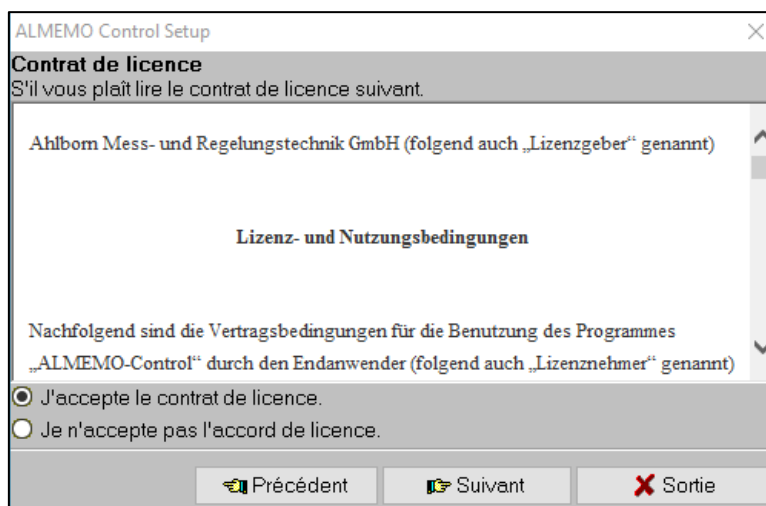 ALMEMO Control Setup
Contrat de licence
S'il vous plaît lire le contrat de licence suivant.
Ahlborn Mess- und Regelungstechnik GmbH (folgend auch „Lizenzgeber“ genannt)
Lizenz- und Nutzungsbedingungen
Nachfolgend sind die Vertragsbedingungen für die Benutzung des Programmes
„ALMEMO-Control“ durch den Endanwender (folgend auch „Lizenznehmer“ genannt)
J'accepte le contrat de licence.
Je n'accepte pas l'accord de licence.
Précédent Suivant Sortie